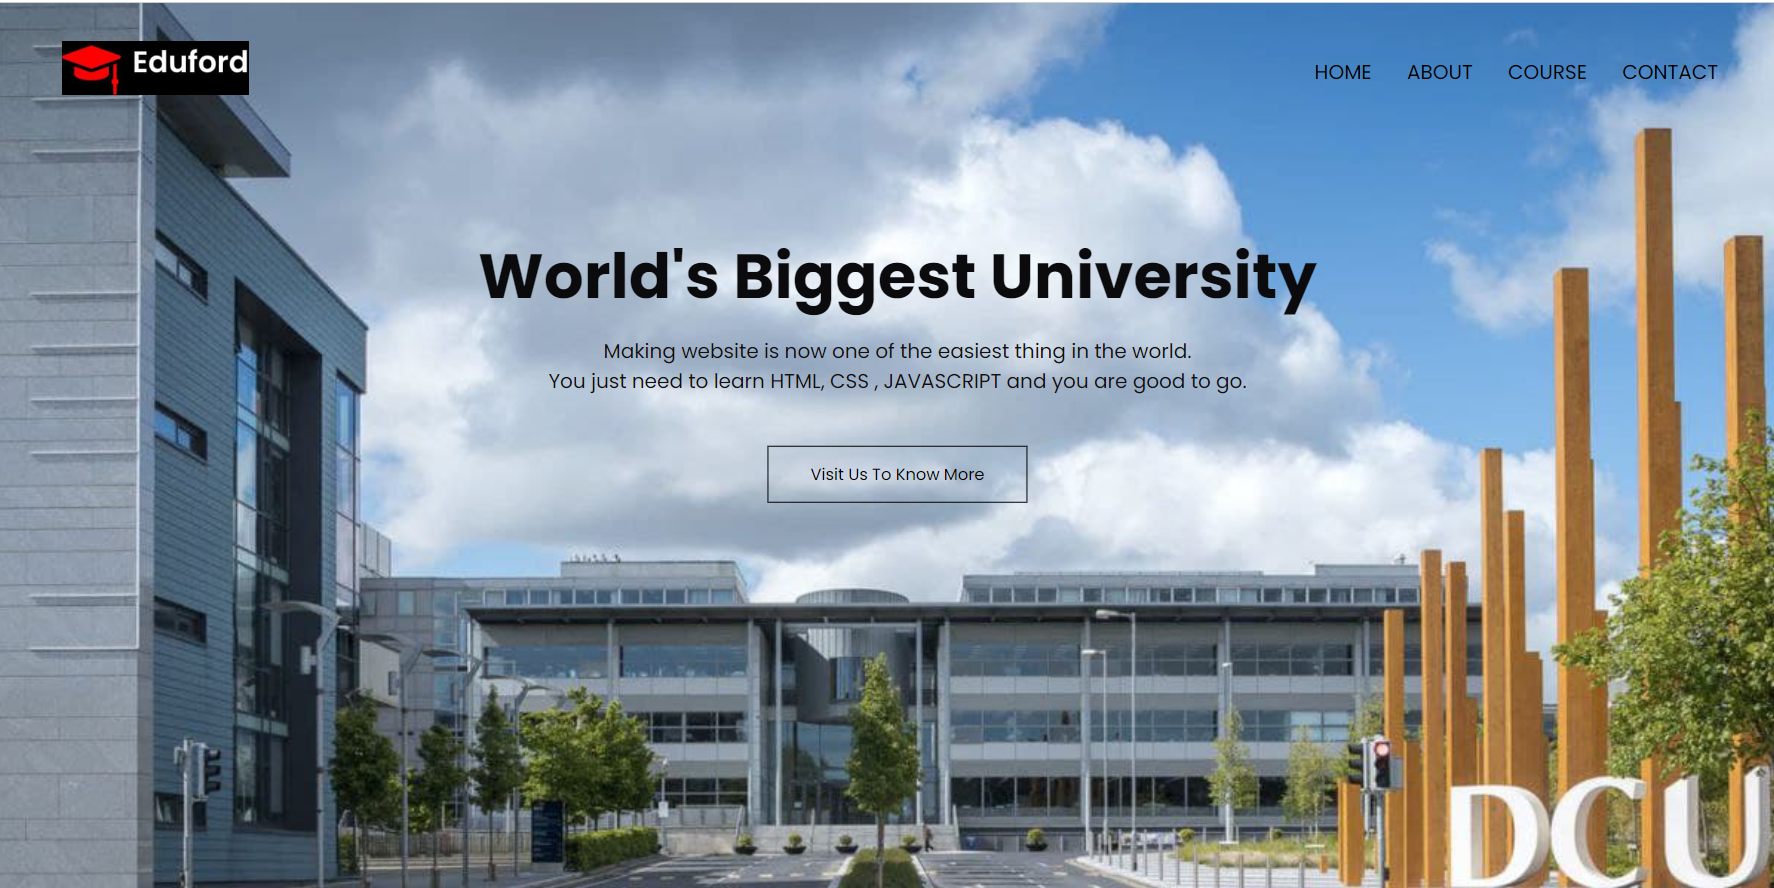 Eduford
HOME ABOUT COURSE CONTACT
World's Biggest University
Making website is now one of the easiest thing in the world.
You just need to learn HTML, CSS , JAVASCRIPT and you are good to go.
Visit Us To Know More
DCU